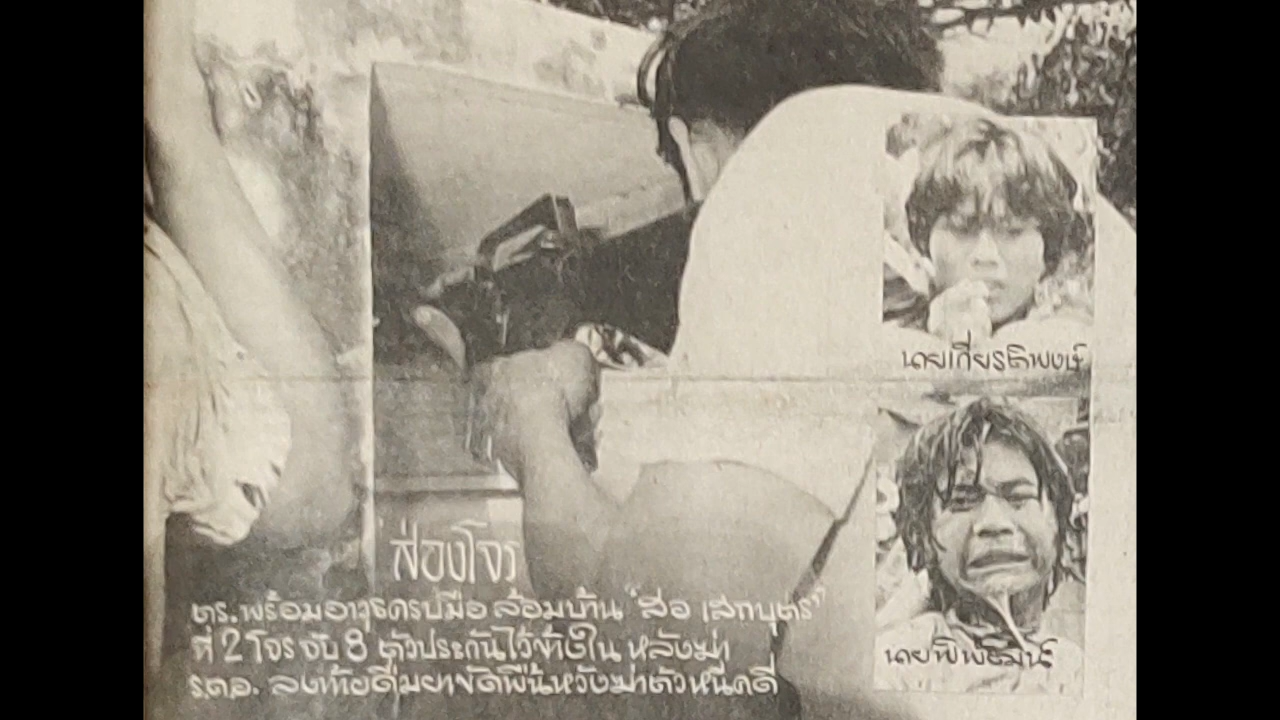 นายเกียรติพงษ์
นายพิพัฒน์
ส่องโจร
ตร.พร้อมอาวุธครบมือ ล้อมบ้าน "ส่อ เสกบุตร"
ที่ 2 โจร จับ 8 ตัวประกันไว้ข้างใน หลังฆ่า
ร.ต.อ. ลงท้ายดื่มยาขัดพื้นหวังฆ่าตัวหนีคดี